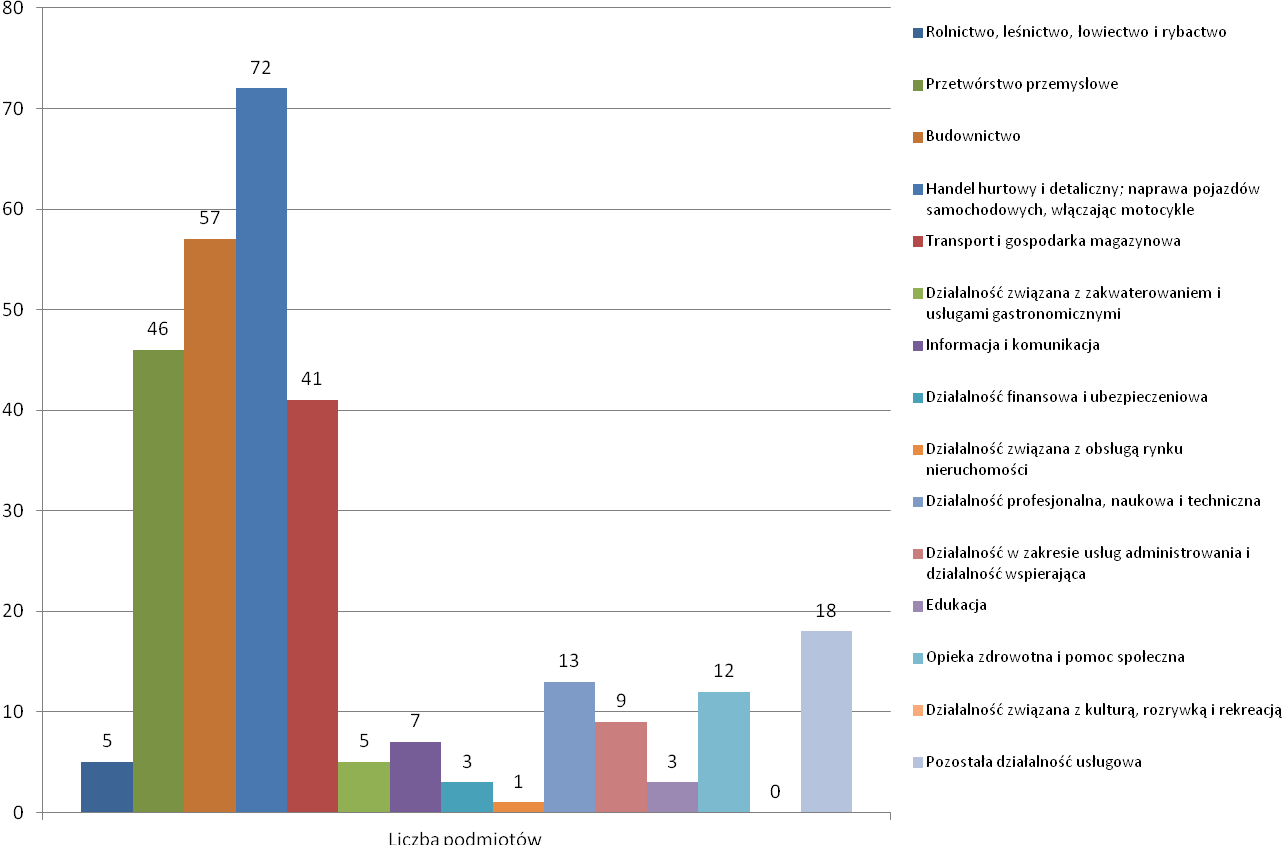 80
70
60
50
40
30
20
10
0
5
46
57
72
41
5
7
3
1
13
9
3
12
0
18
Liczba podmiotów
Rolnictwo, leśnictwo, łowiectwo i rybactwo
Przetwórstwo przemysłowe
Budownictwo
Handel hurtowy i detaliczny; naprawa pojazdów
samochodowych, włączając motocykle
Transport i gospodarka magazynowa
Działalność związana z zakwaterowaniem i
usługami gastronomicznymi
Informacja i komunikacja
Działalność finansowa i ubezpieczeniowa
Działalność związana z obsługą rynku
nieruchomości
Działalność profesjonalna, naukowa i techniczna
Działalność w zakresie usług administrowania i
działalność wspierająca
Edukacja
Opieka zdrowotna i pomoc społeczna
Działalność związana z kulturą, rozrywką i rekreacją
Pozostała działalność usługowa